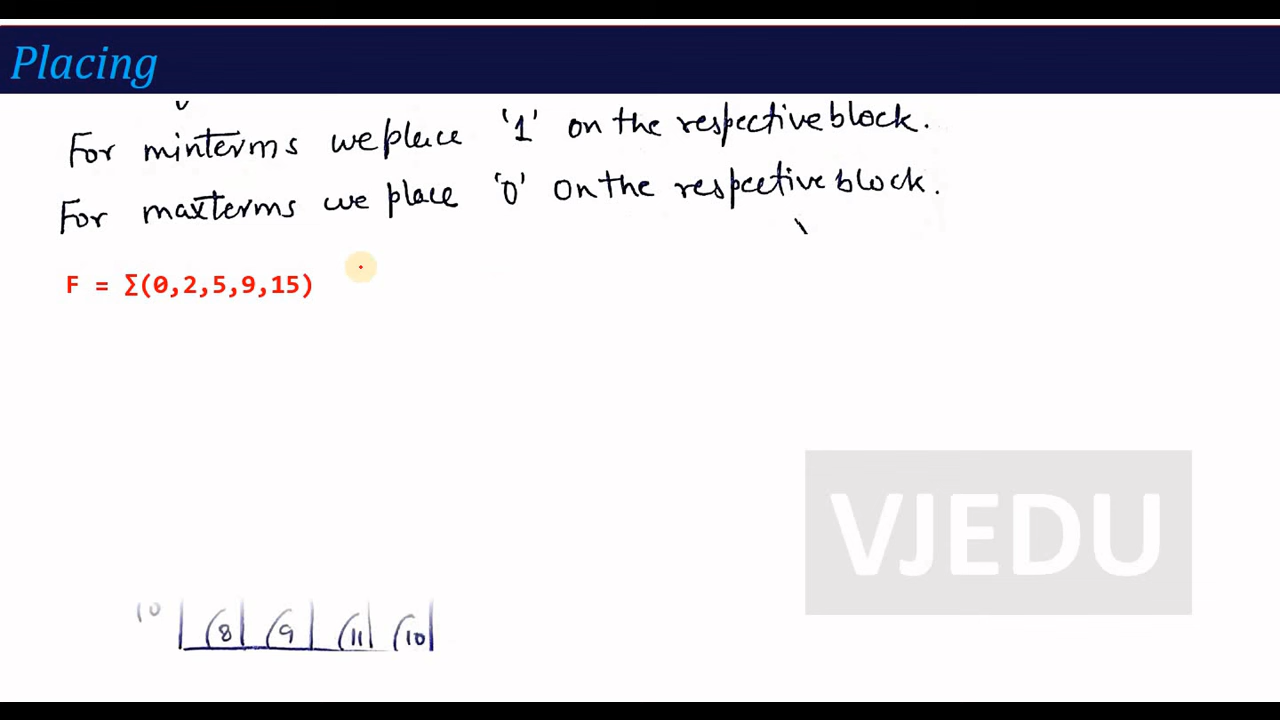 Placing
For minterms we place '1' on the respective block.
For maxterms we place '0' on the respective block.
F = ∑(0,2,5,9,15)
VJEDU
10 8 9 11 10